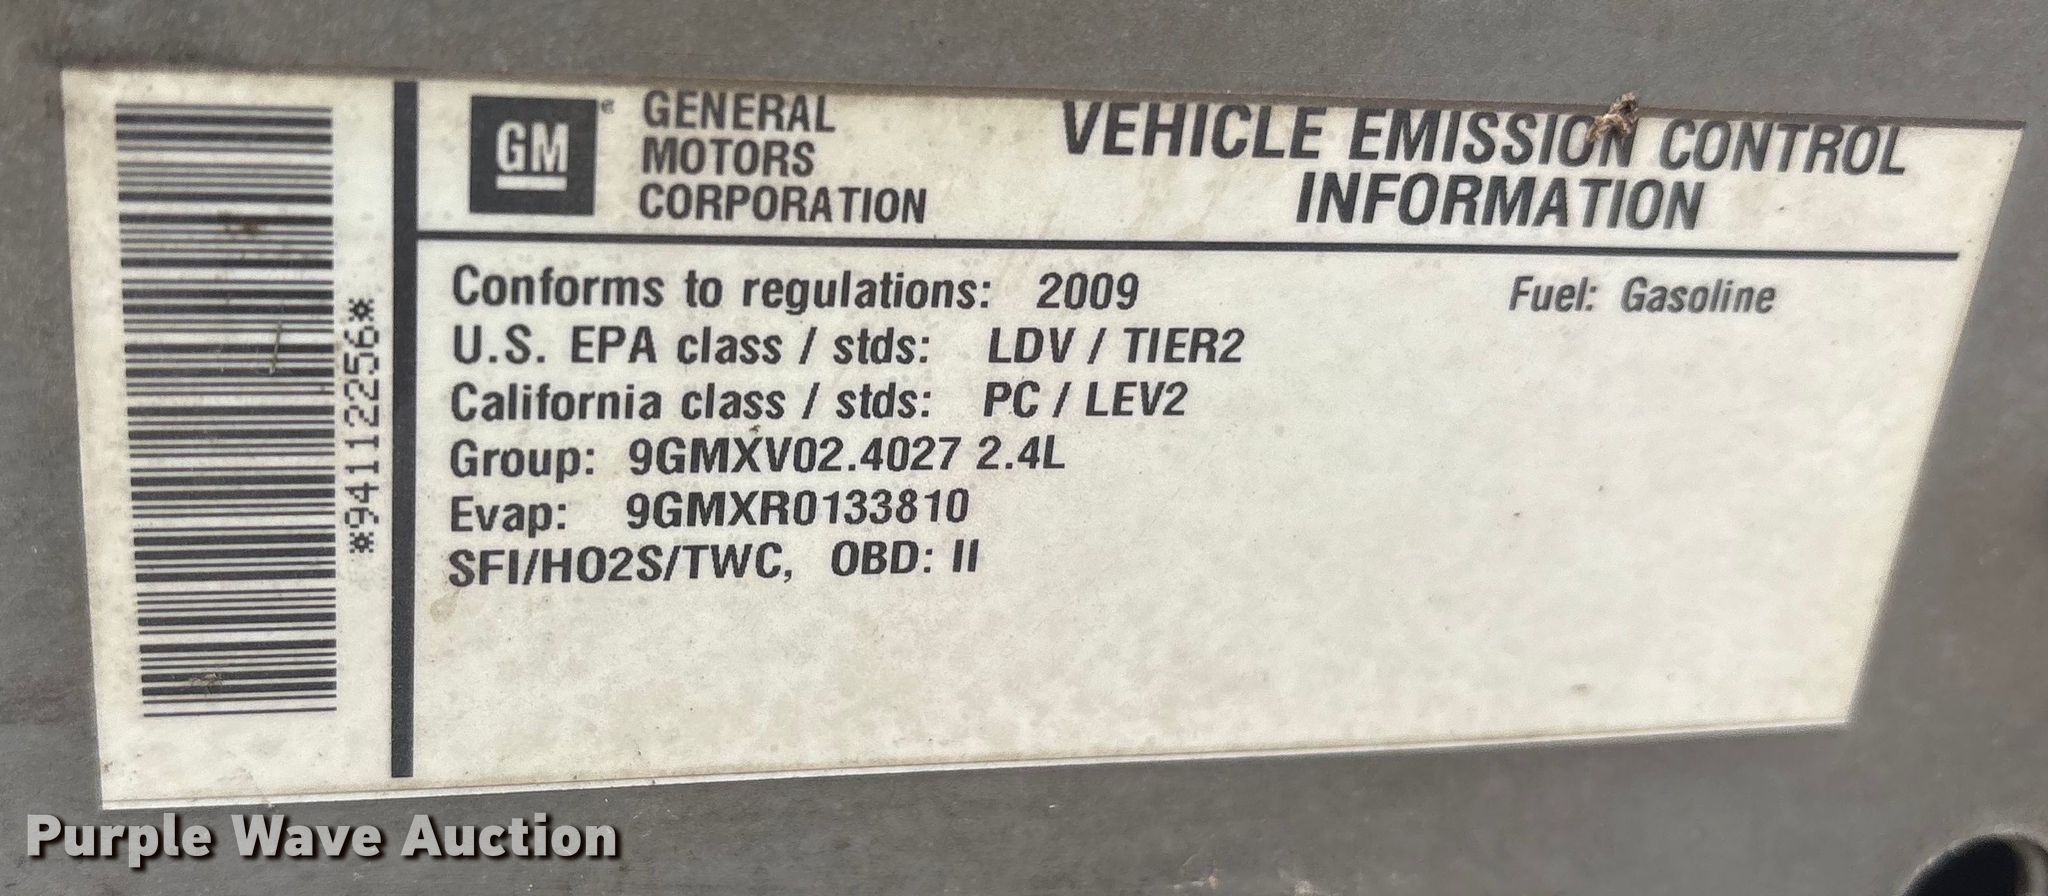 GM
GENERAL
MOTORS
CORPORATION
VEHICLE EMISSION CONTROL
INFORMATION
*94112256*
Conforms to regulations: 2009
Fuel: Gasoline
U.S. EPA class / stds: LDV / TIER2
California class / stds: PC / LEV2
Group: 9GMXV02.4027 2.4L
Evap: 9GMXR0133810
SFI/HO2S/TWC, OBD: II
Purple Wave Auction